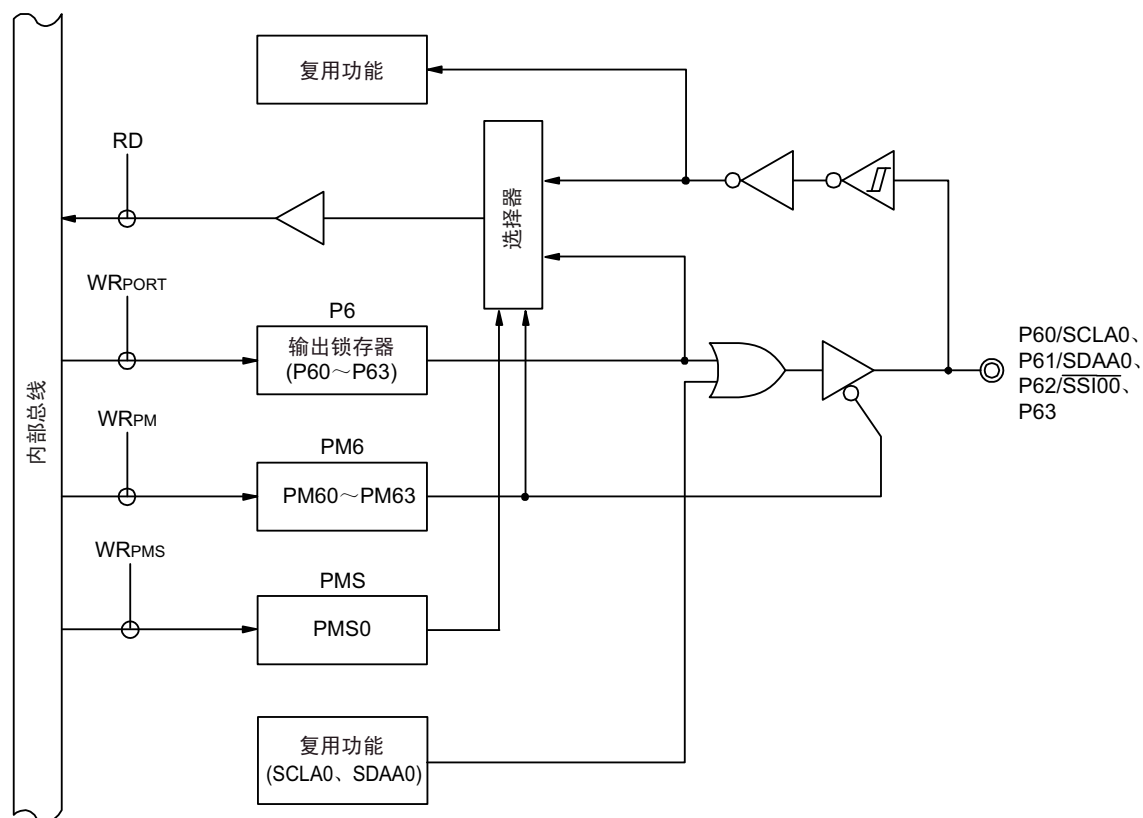 复用功能
RD
选择器
WRPORT
P6
输出锁存器
(P60～P63)
P60/SCLA0、
P61/SDAA0、
P62/SSI00、
P63
内部总线
WRPM
PM6
PM60～PM63
WRPMS
PMS
PMS0
复用功能
(SCLA0、SDAA0)